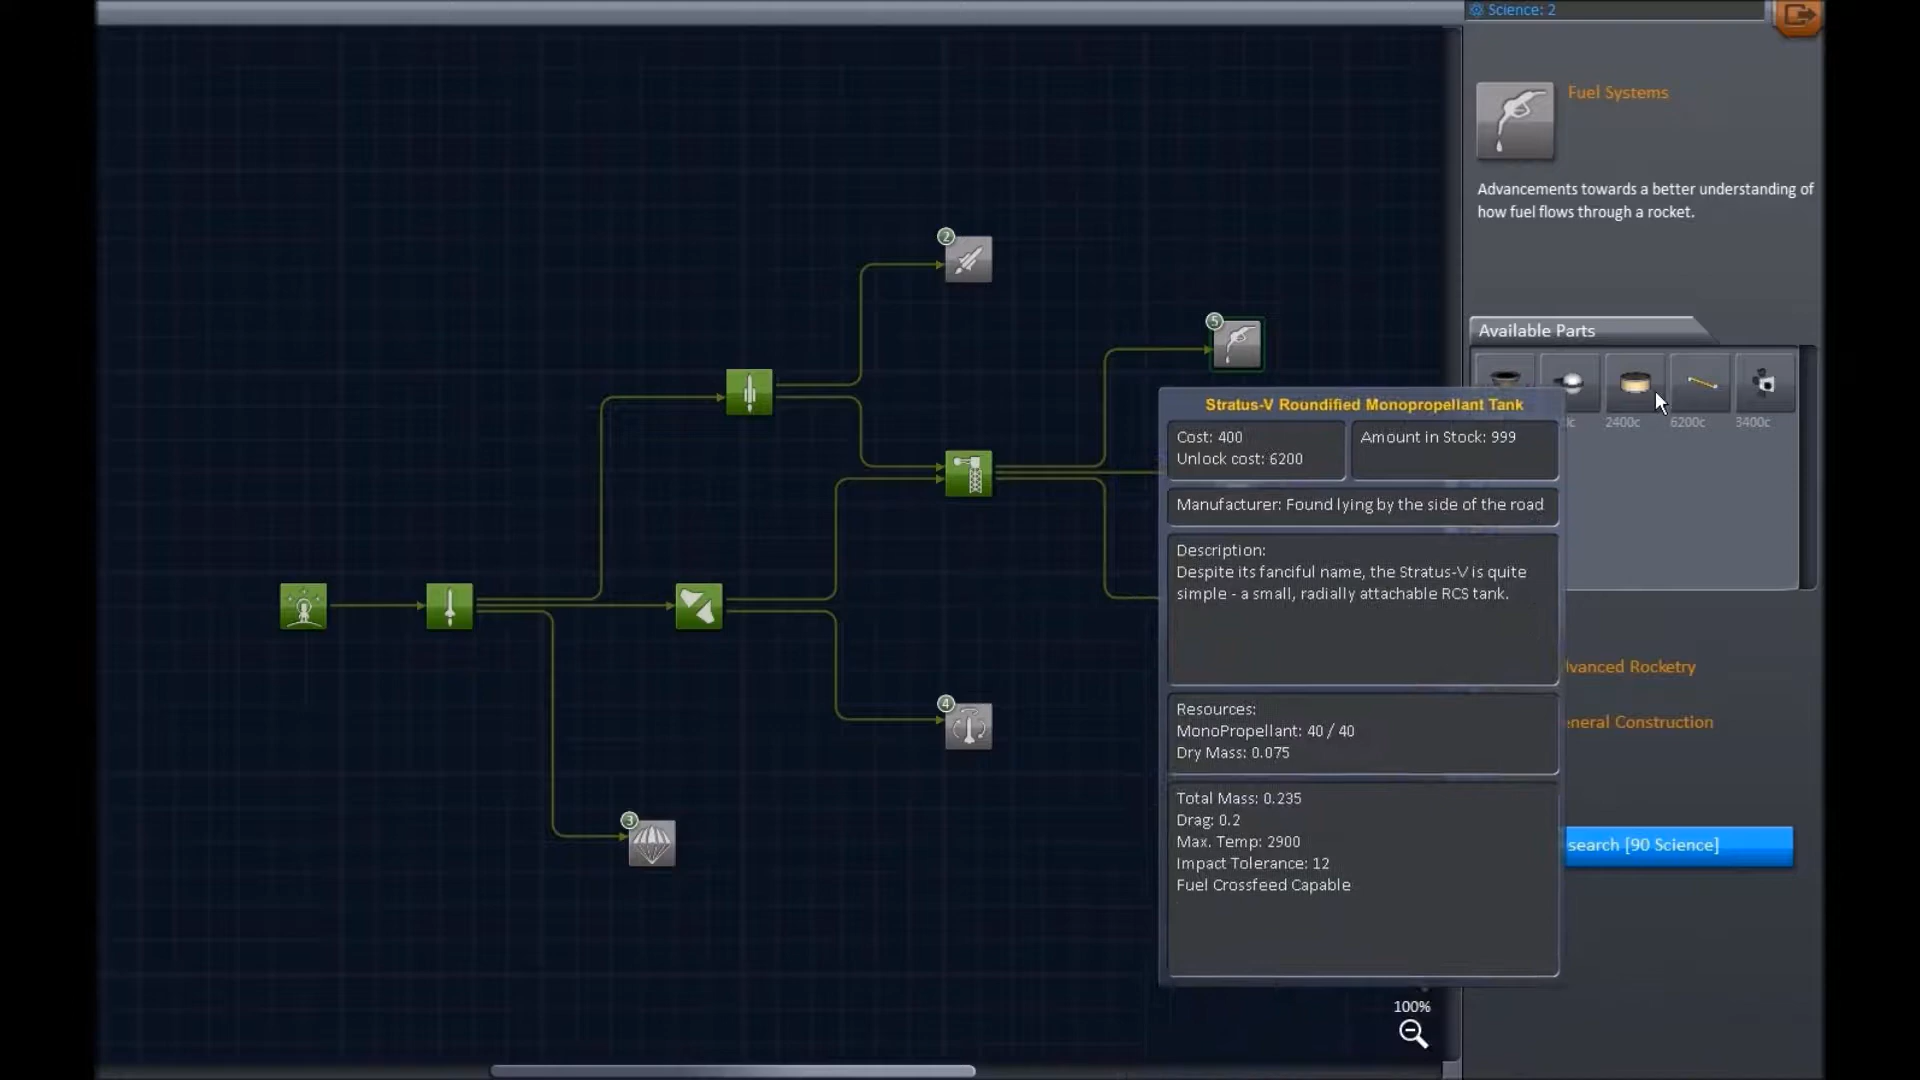 Science: 2
Fuel Systems
Advancements towards a better understanding of
how fuel flows through a rocket.
2
5
Available Parts
2400c
6200c
3400c
Stratus-V Roundified Monopropellant Tank
Cost: 400
Unlock cost: 6200
Amount in Stock: 999
Manufacturer: Found lying by the side of the road
Description:
Despite its fanciful name, the Stratus-V is quite
simple - a small, radially attachable RCS tank.
Resources:
MonoPropellant: 40 / 40
Dry Mass: 0.075
Total Mass: 0.235
Drag: 0.2
Max. Temp: 2900
Impact Tolerance: 12
Fuel Crossfeed Capable
dvanced Rocketry
eneral Construction
search [90 Science]
4
3
100%